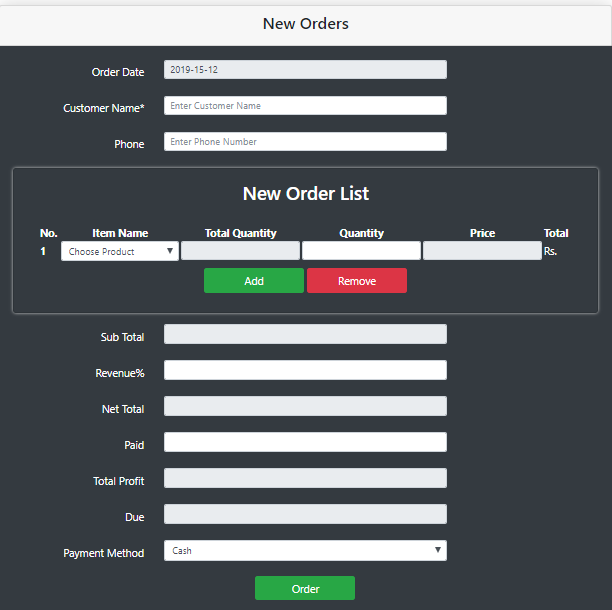 New Orders
Order Date 2019-15-12
Customer Name* Enter Customer Name
Phone Enter Phone Number
New Order List
No. Item Name Total Quantity Quantity Price Total
1 Choose Product Rs.
Add Remove
Sub Total
Revenue%
Net Total
Paid
Total Profit
Due
Payment Method Cash
Order